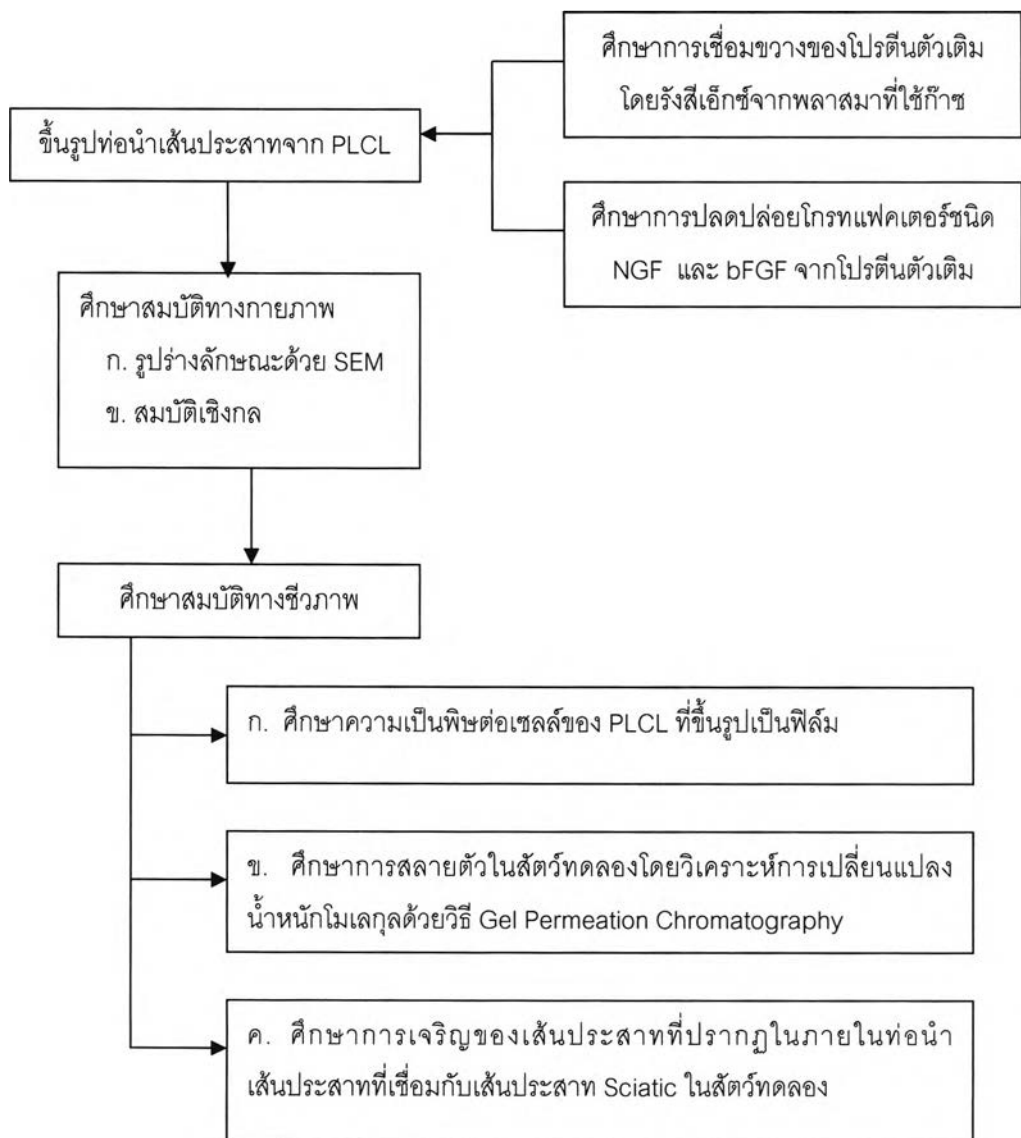 ศึกษาการเชื่อมขวางของโปรตีนตัวเติม
โดยรังสีเอ็กซ์จากพลาสมาที่ใช้ก๊าซ
ขึ้นรูปท่อนำเส้นประสาทจาก PLCL
ศึกษาการปลดปล่อยโกรทแฟคเตอร์ชนิด
NGF และ bFGF จากโปรตีนตัวเติม
ศึกษาสมบัติทางกายภาพ
ก. รูปร่างลักษณะด้วย SEM
ข. สมบัติเชิงกล
ศึกษาสมบัติทางชีวภาพ
ก. ศึกษาความเป็นพิษต่อเซลล์ของ PLCL ที่ขึ้นรูปเป็นฟิล์ม
ข. ศึกษาการสลายตัวในสัตว์ทดลองโดยวิเคราะห์การเปลี่ยนแปลง
น้ำหนักโมเลกุลด้วยวิธี Gel Permeation Chromatography
ค. ศึกษาการเจริญของเส้นประสาทที่ปรากฏในภายในท่อนำ
เส้นประสาทที่เชื่อมกับเส้นประสาท Sciatic ในสัตว์ทดลอง